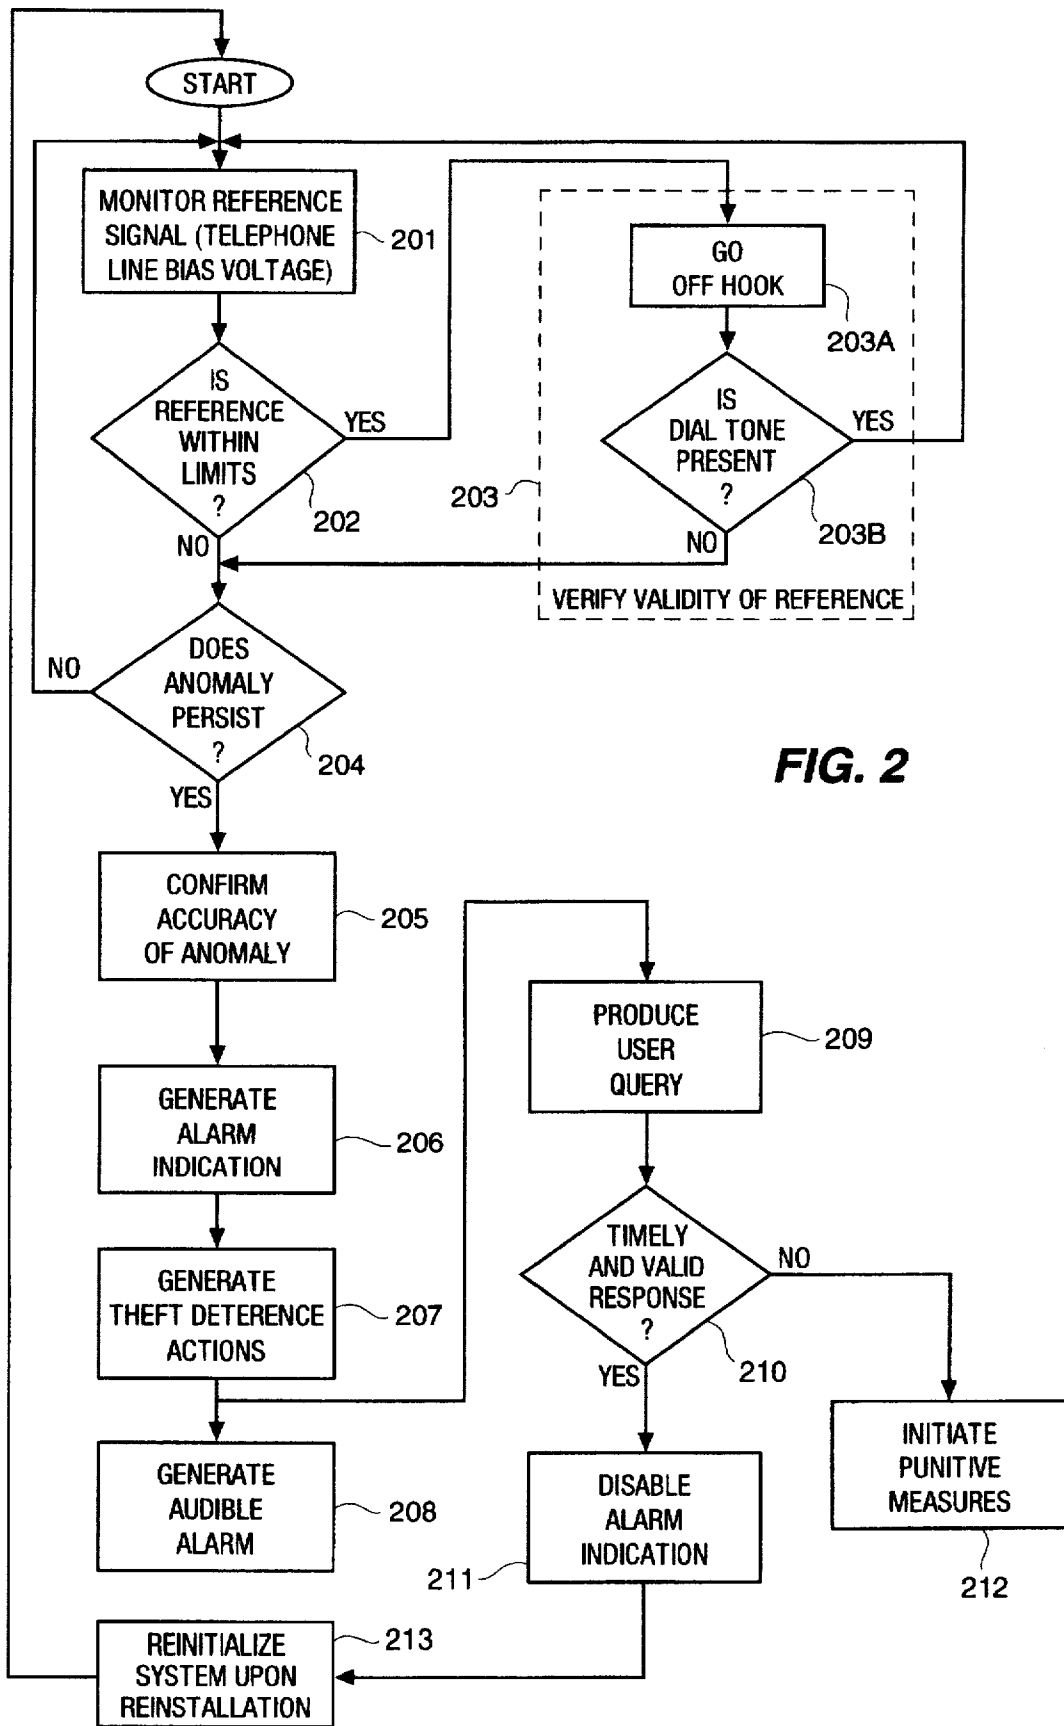 START
MONITOR REFERENCE
SIGNAL (TELEPHONE
LINE BIAS VOLTAGE)
201
IS
REFERENCE
WITHIN
LIMITS
?
YES
202
NO
GO
OFF HOOK
203A
IS
DIAL TONE
PRESENT
?
YES
203
203B
NO
VERIFY VALIDITY OF REFERENCE
DOES
ANOMALY
PERSIST
?
NO
204
YES
FIG. 2
CONFIRM
ACCURACY
OF ANOMALY
205
GENERATE
ALARM
INDICATION
206
GENERATE
THEFT DETERENCE
ACTIONS
207
GENERATE
AUDIBLE
ALARM
208
PRODUCE
USER
QUERY
209
TIMELY
AND VALID
RESPONSE
?
NO
210
YES
DISABLE
ALARM
INDICATION
211
INITIATE
PUNITIVE
MEASURES
212
REINITIALIZE
SYSTEM UPON
REINSTALLATION
213